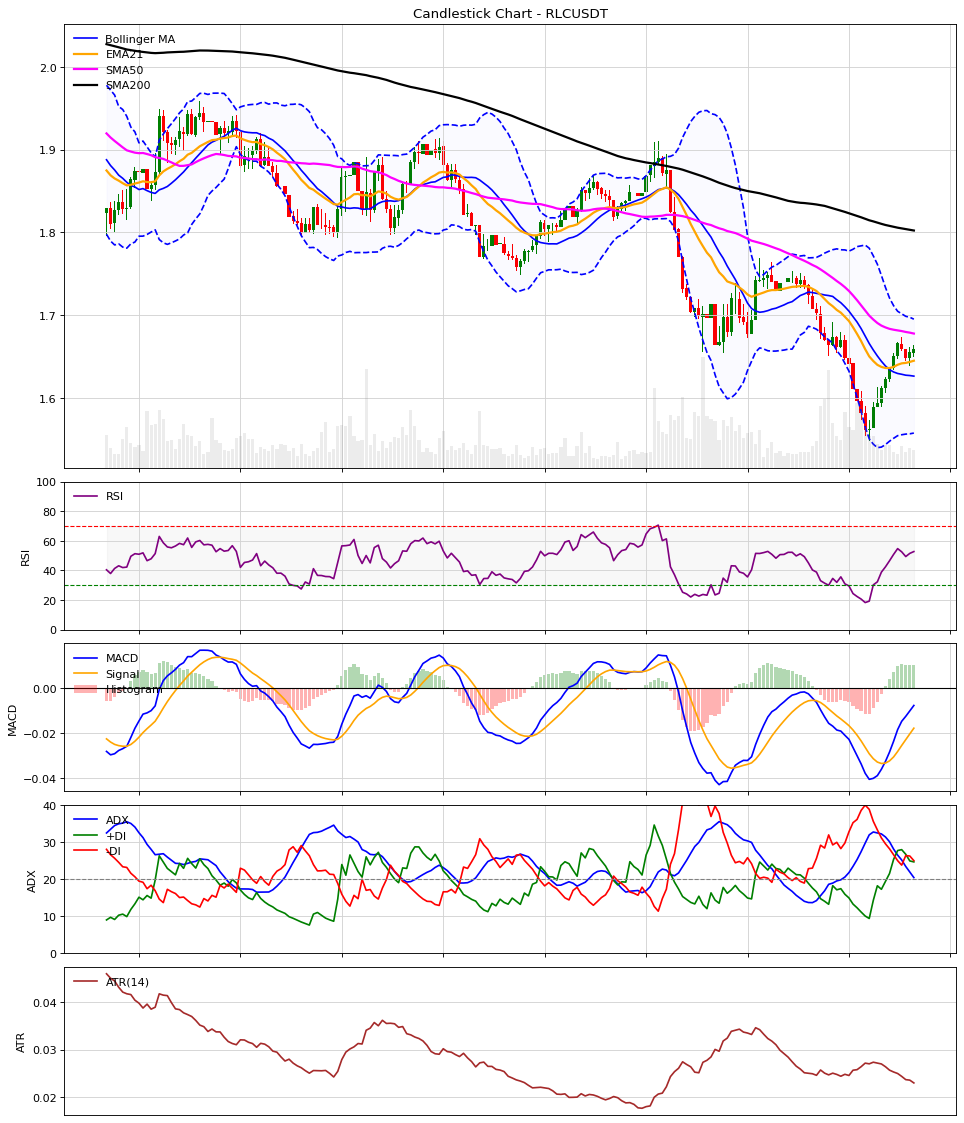 Candlestick Chart - RLCUSDT
Bollinger MA
EMA21
SMA50
SMA200
2.0
1.9
1.8
1.7
1.6
RSI
100
80
60
40
20
0
RSI
MACD
Signal
Histogram
0.00
−0.02
−0.04
MACD
ADX
+DI
-DI
40
30
20
10
0
ADX
ATR(14)
0.04
0.03
0.02
ATR